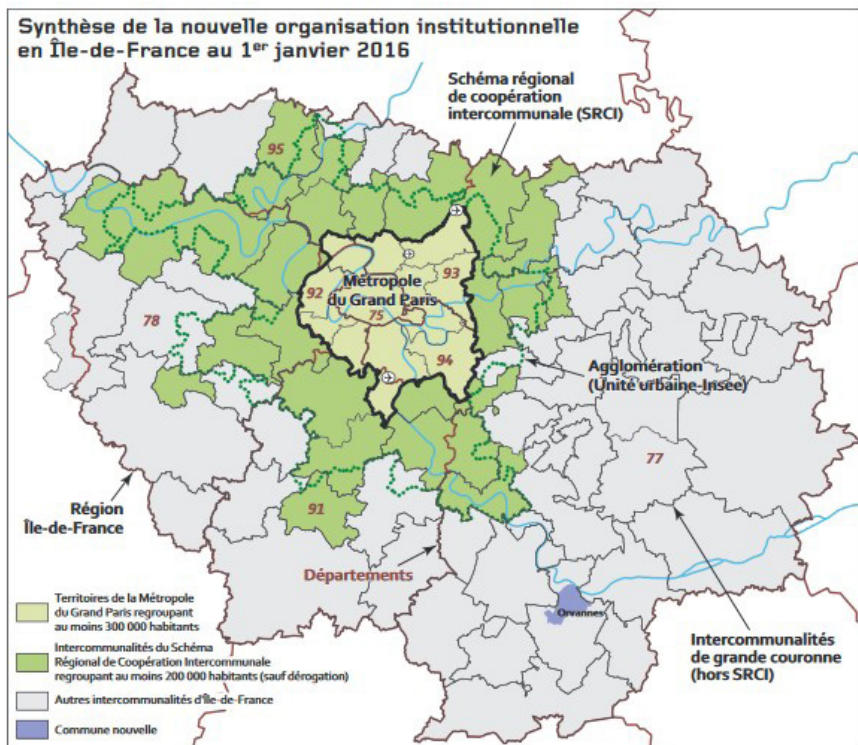 Synthèse de la nouvelle organisation institutionnelle
en Île-de-France au 1er janvier 2016
Schéma régional
de coopération
intercommunale (SRCI)
95
93
92
Métropole
du Grand Paris
75
78
94
Agglomération
(Unité urbaine-Insee)
77
Région
Île-de-France
91
Départements
Orvannes
Intercommunalités
de grande couronne
(hors SRCI)
Territoires de la Métropole
du Grand Paris regroupant
au moins 300 000 habitants
Intercommunalités du Schéma
Régional de Coopération Intercommunale
regroupant au moins 200 000 habitants (sauf dérogation)
Autres intercommunalités d'Île-de-France
Commune nouvelle